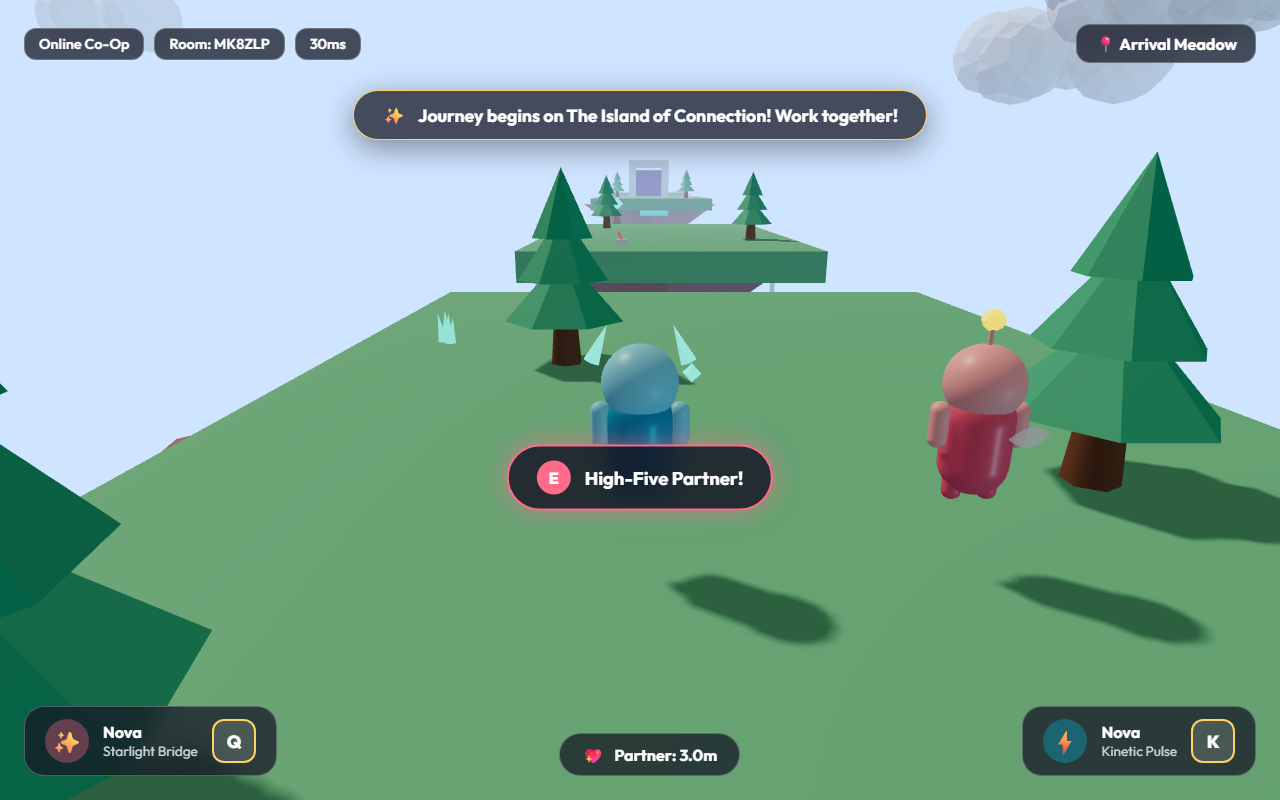 Online Co-Op
Room: MK8ZLP
30ms
Arrival Meadow
Journey begins on The Island of Connection! Work together!
E
High-Five Partner!
Nova
Starlight Bridge
Q
Partner: 3.0m
Nova
Kinetic Pulse
K